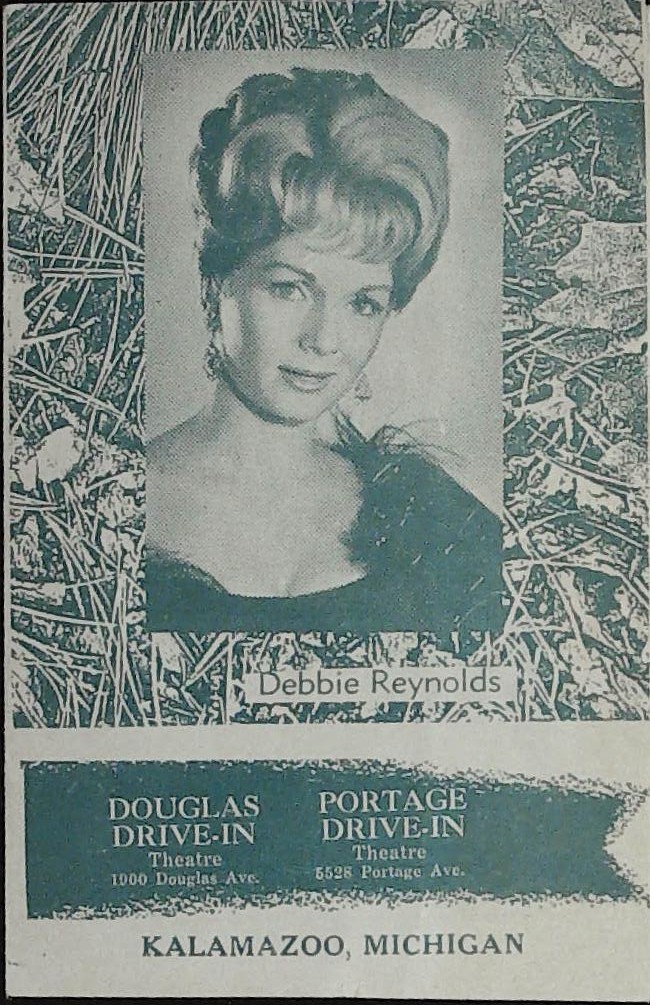 Debbie Reynolds
DOUGLAS
DRIVE-IN
Theatre
1900 Douglas Ave.
PORTAGE
DRIVE-IN
Theatre
5528 Portage Ave.
KALAMAZOO, MICHIGAN